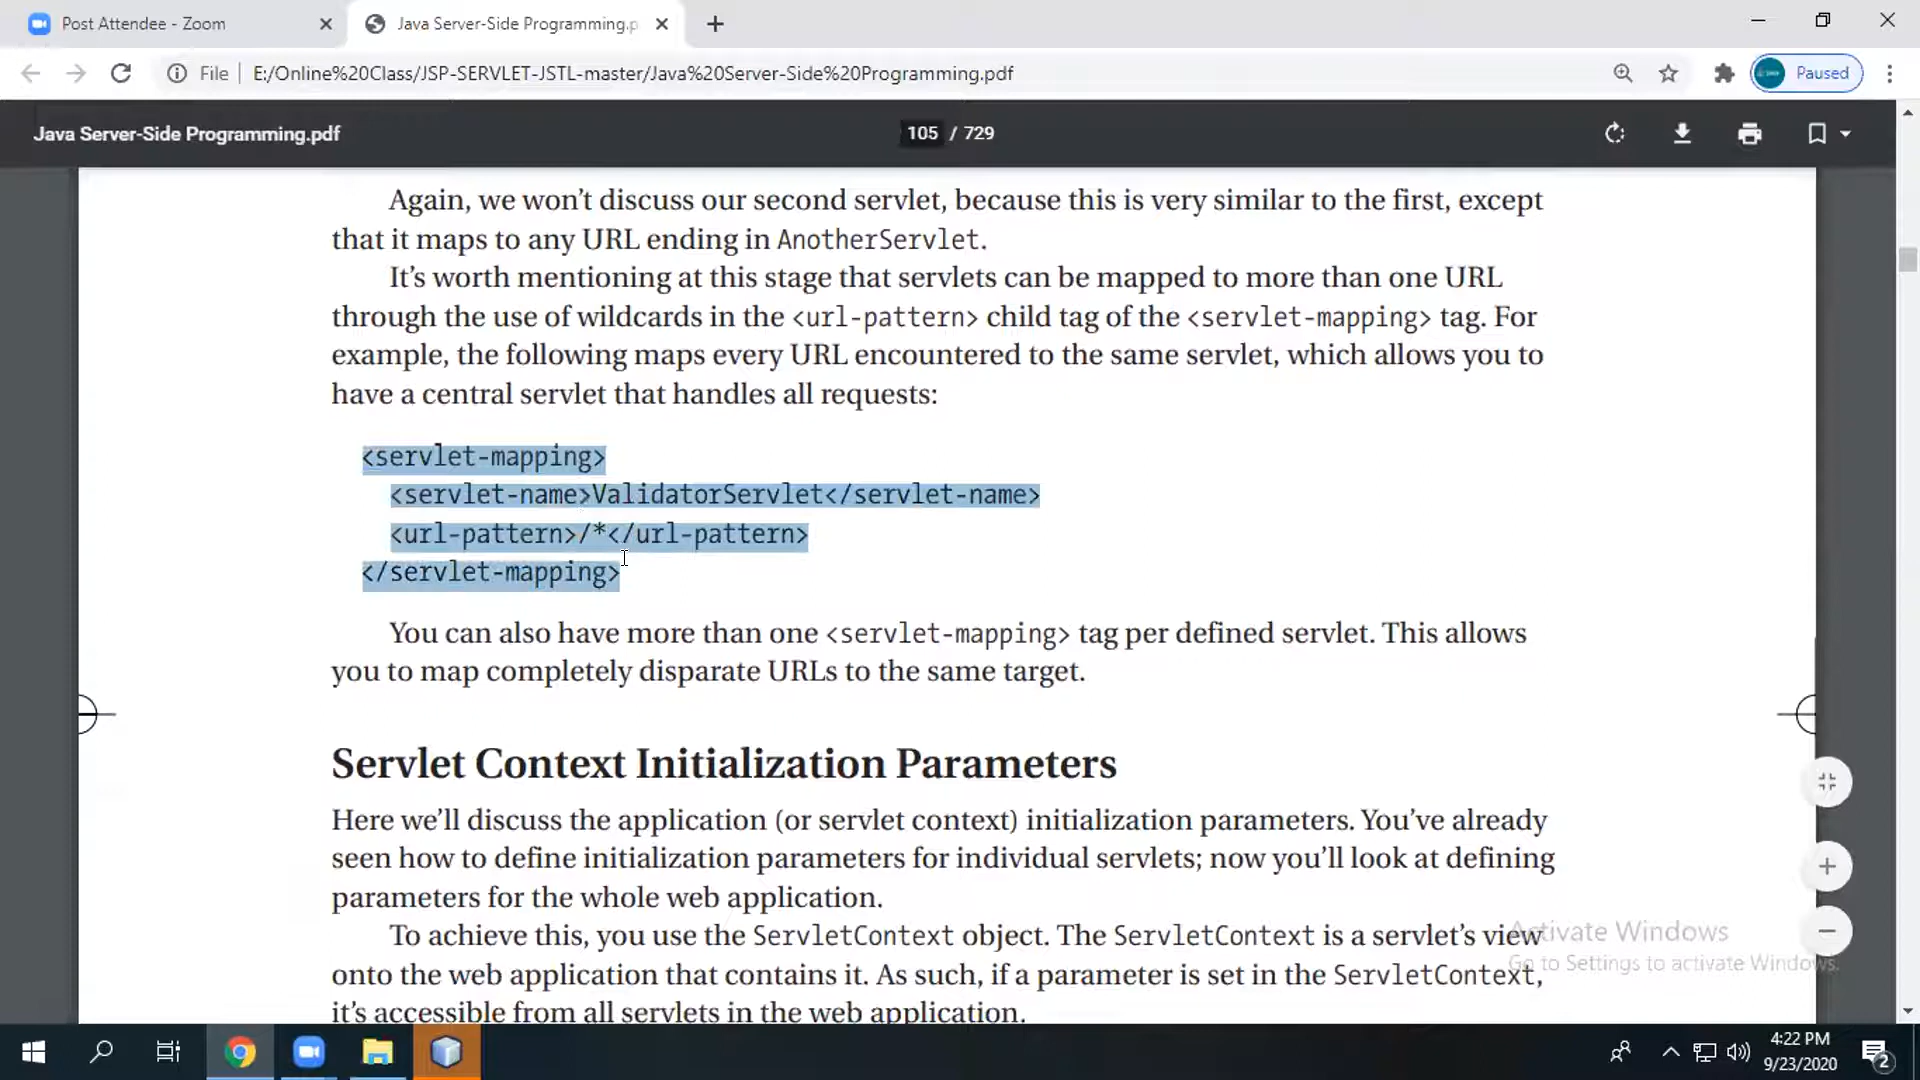 Post Attendee - Zoom
Java Server-Side Programming.p
File
E:/Online%20Class/JSP-SERVLET-JSTL-master/Java%20Server-Side%20Programming.pdf
Paused
Java Server-Side Programming.pdf
105 / 729
Again, we won’t discuss our second servlet, because this is very similar to the first, except
that it maps to any URL ending in AnotherServlet.
It’s worth mentioning at this stage that servlets can be mapped to more than one URL
through the use of wildcards in the <url-pattern> child tag of the <servlet-mapping> tag. For
example, the following maps every URL encountered to the same servlet, which allows you to
have a central servlet that handles all requests:
<servlet-mapping>
<servlet-name>ValidatorServlet</servlet-name>
<url-pattern>/*</url-pattern>
</servlet-mapping>
You can also have more than one <servlet-mapping> tag per defined servlet. This allows
you to map completely disparate URLs to the same target.
Servlet Context Initialization Parameters
Here we’ll discuss the application (or servlet context) initialization parameters. You’ve already
seen how to define initialization parameters for individual servlets; now you’ll look at defining
parameters for the whole web application.
To achieve this, you use the ServletContext object. The ServletContext is a servlet’s view
onto the web application that contains it. As such, if a parameter is set in the ServletContext,
it’s accessible from all servlets in the web application.
Activate Windows
Go to Settings to activate Windows.
4:22 PM
9/23/2020
2